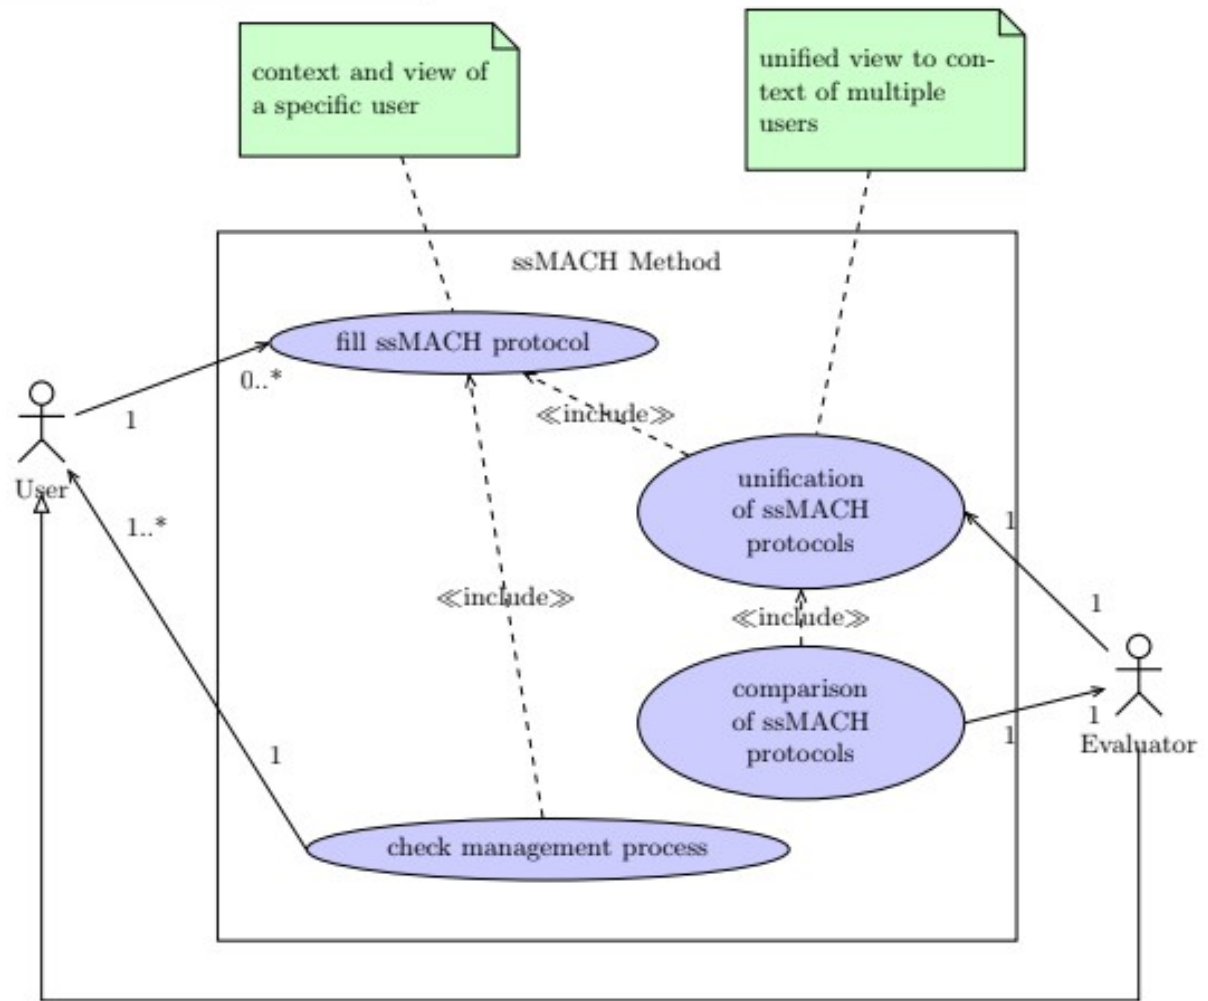 context and view of
a specific user
unified view to con-
text of multiple
users
ssMACH Method
fill ssMACH protocol
0..*
1
≪include≫
User
unification
of ssMACH
protocols
1
1..*
≪include≫
1
≪include≫
comparison
of ssMACH
protocols
1
1
Evaluator
1
check management process